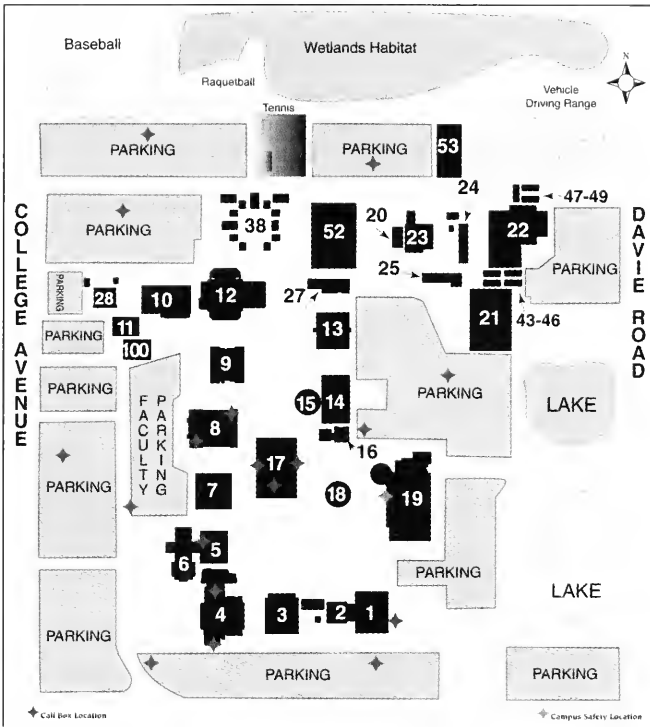 Baseball
Wetlands Habitat
N
Raquetball
Vehicle
Driving Range
Tennis
PARKING
PARKING
53
24
47-49
COLLEGE AVENUE
DAVIE ROAD
PARKING
38
52
20
23
22
PARKING
25
PARKING
28
10
12
27
43-46
11
PARKING
13
21
100
9
PARKING
PARKING
FACULTY PARKING
15
14
LAKE
8
16
PARKING
17
7
18
19
5
6
PARKING
LAKE
PARKING
4
3
2
1
PARKING
PARKING
Call Box Location
Campus Safety Location